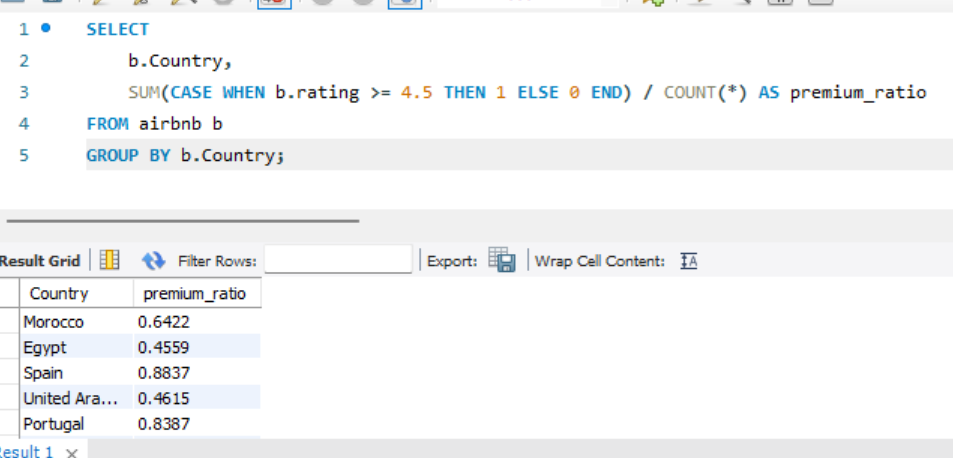 1 SELECT
2 b.Country,
3 SUM(CASE WHEN b.rating >= 4.5 THEN 1 ELSE 0 END) / COUNT(*) AS premium_ratio
4 FROM airbnb b
5 GROUP BY b.Country;
Result Grid Filter Rows: Export: Wrap Cell Content:
Country premium_ratio
Morocco 0.6422
Egypt 0.4559
Spain 0.8837
United Ara... 0.4615
Portugal 0.8387
Result 1